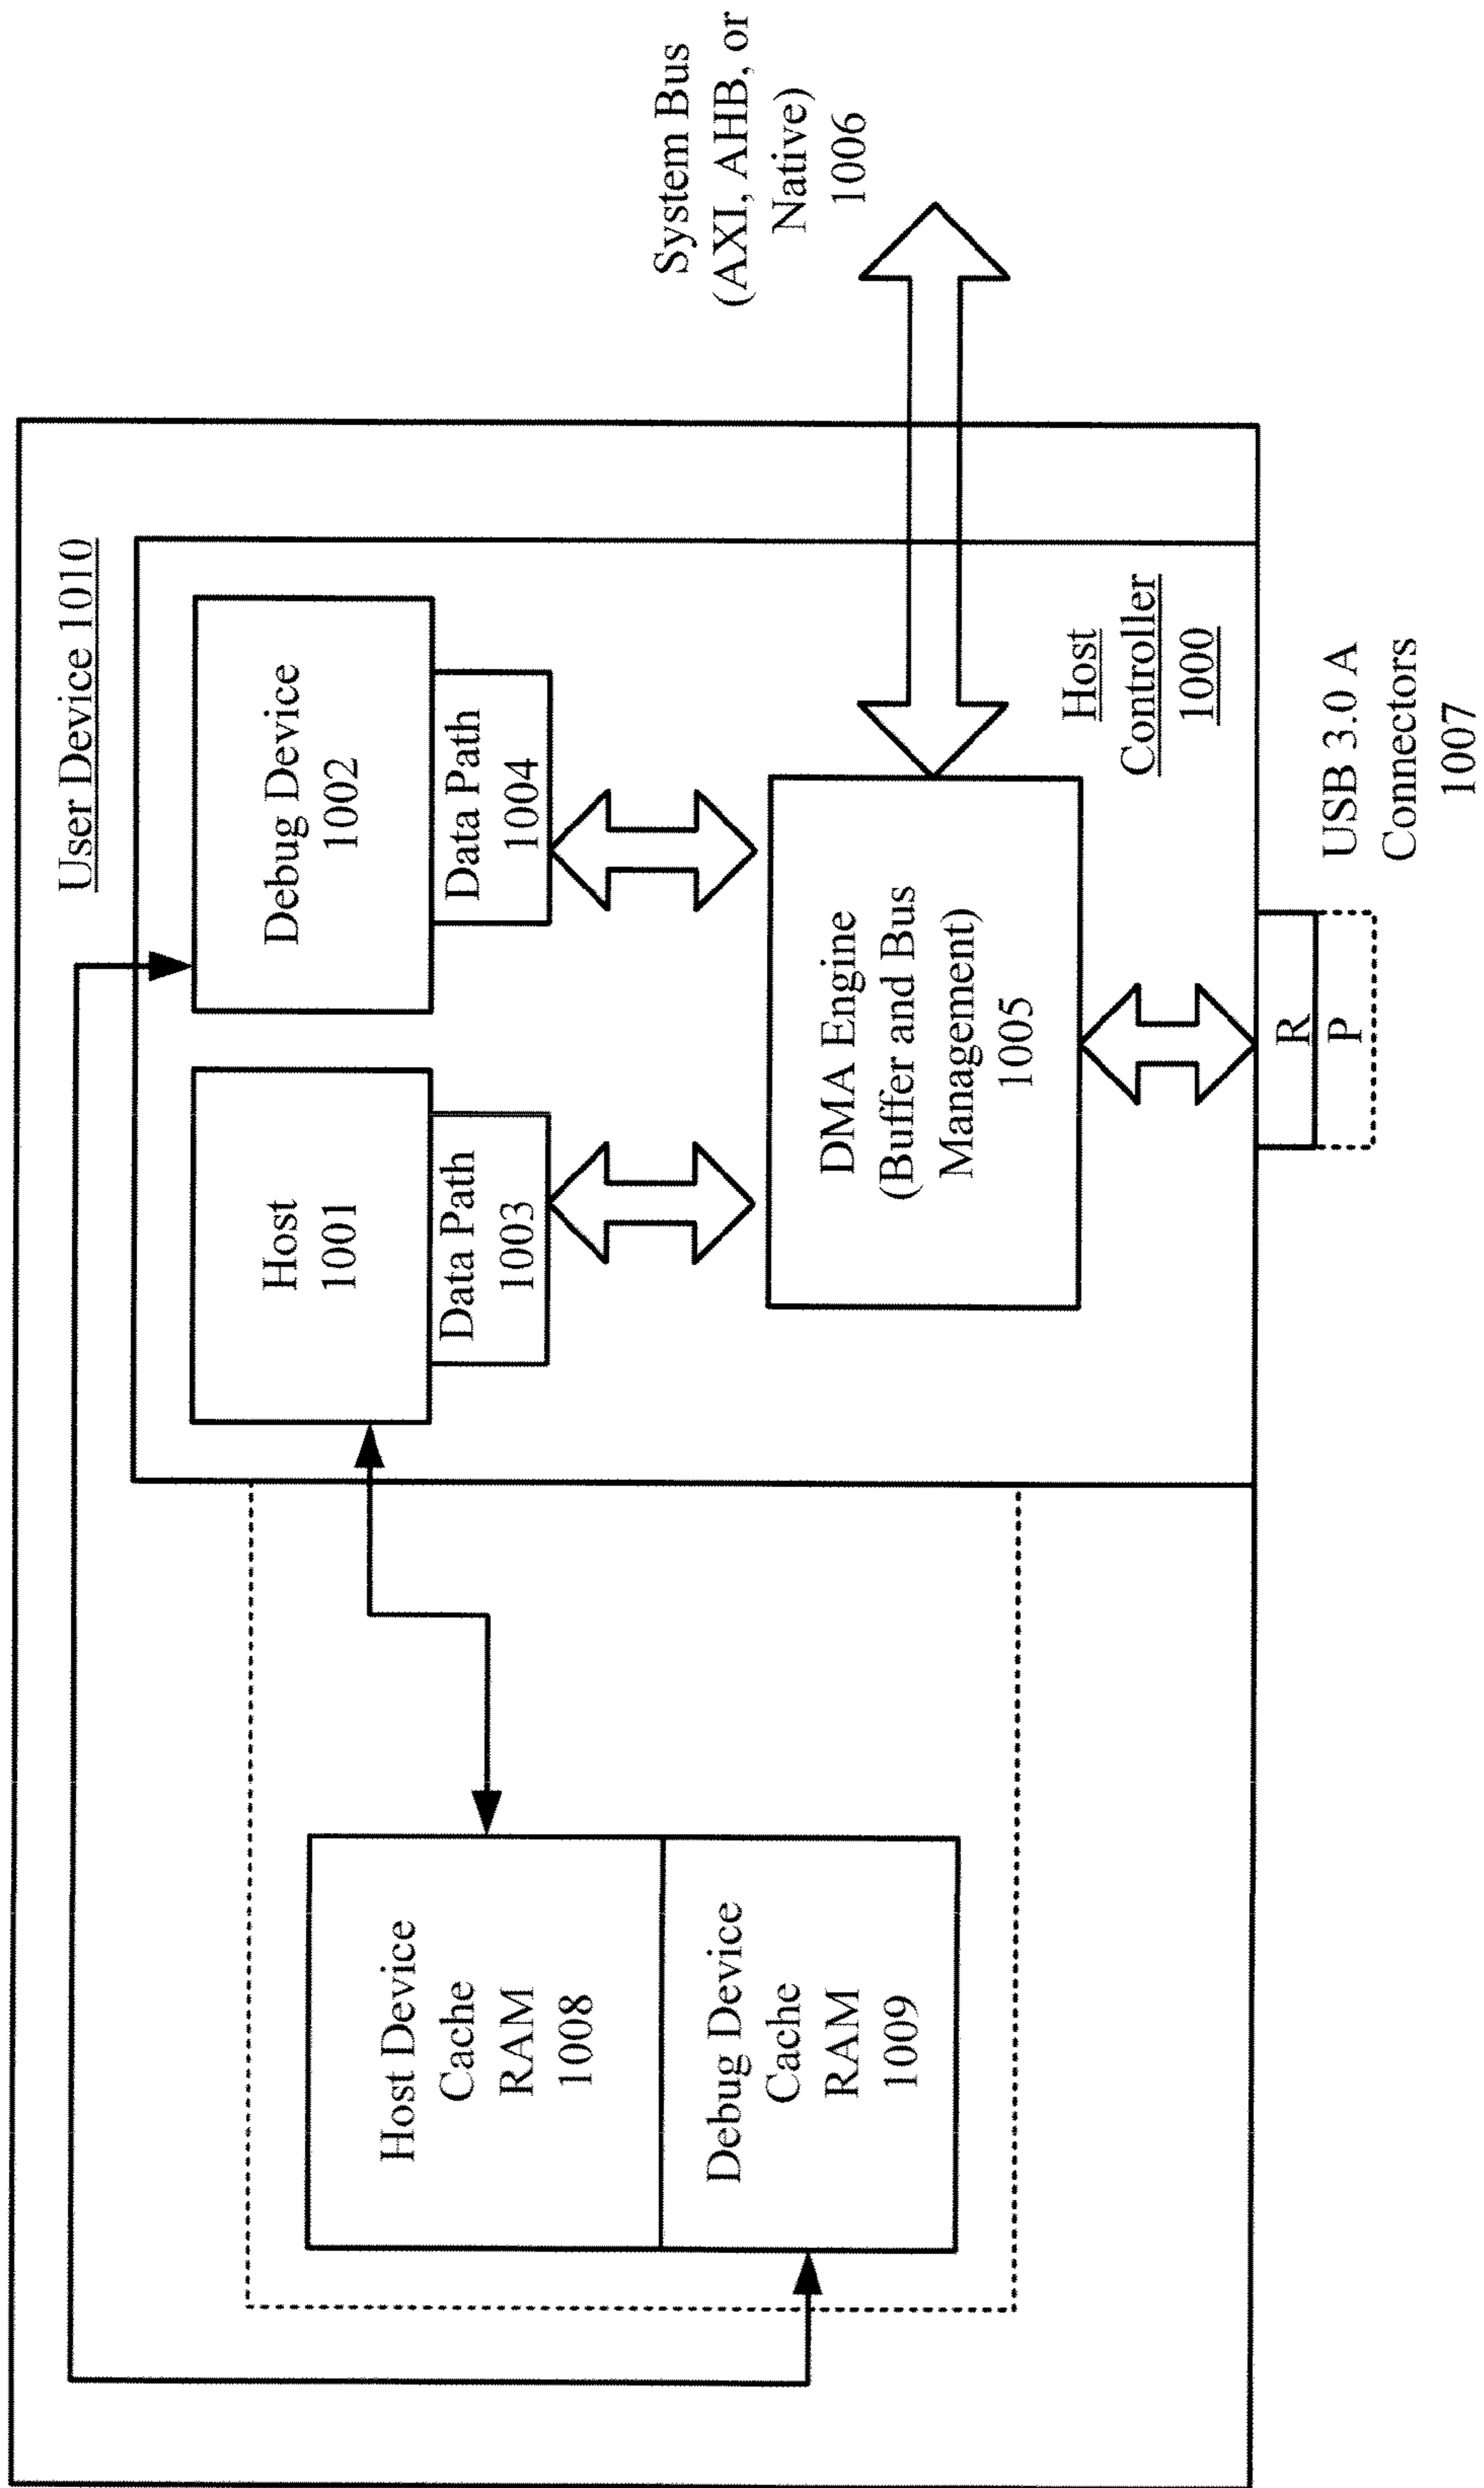 User Device 1010
Host Device
Cache
RAM
1008
Debug Device
Cache
RAM
1009
Host
1001
Data Path
1003
Debug Device
1002
Data Path
1004
DMA Engine
(Buffer and Bus
Management)
1005
Host
Controller
1000
System Bus
(AXI, AHB, or
Native)
1006
R
P
USB 3.0 A
Connectors
1007